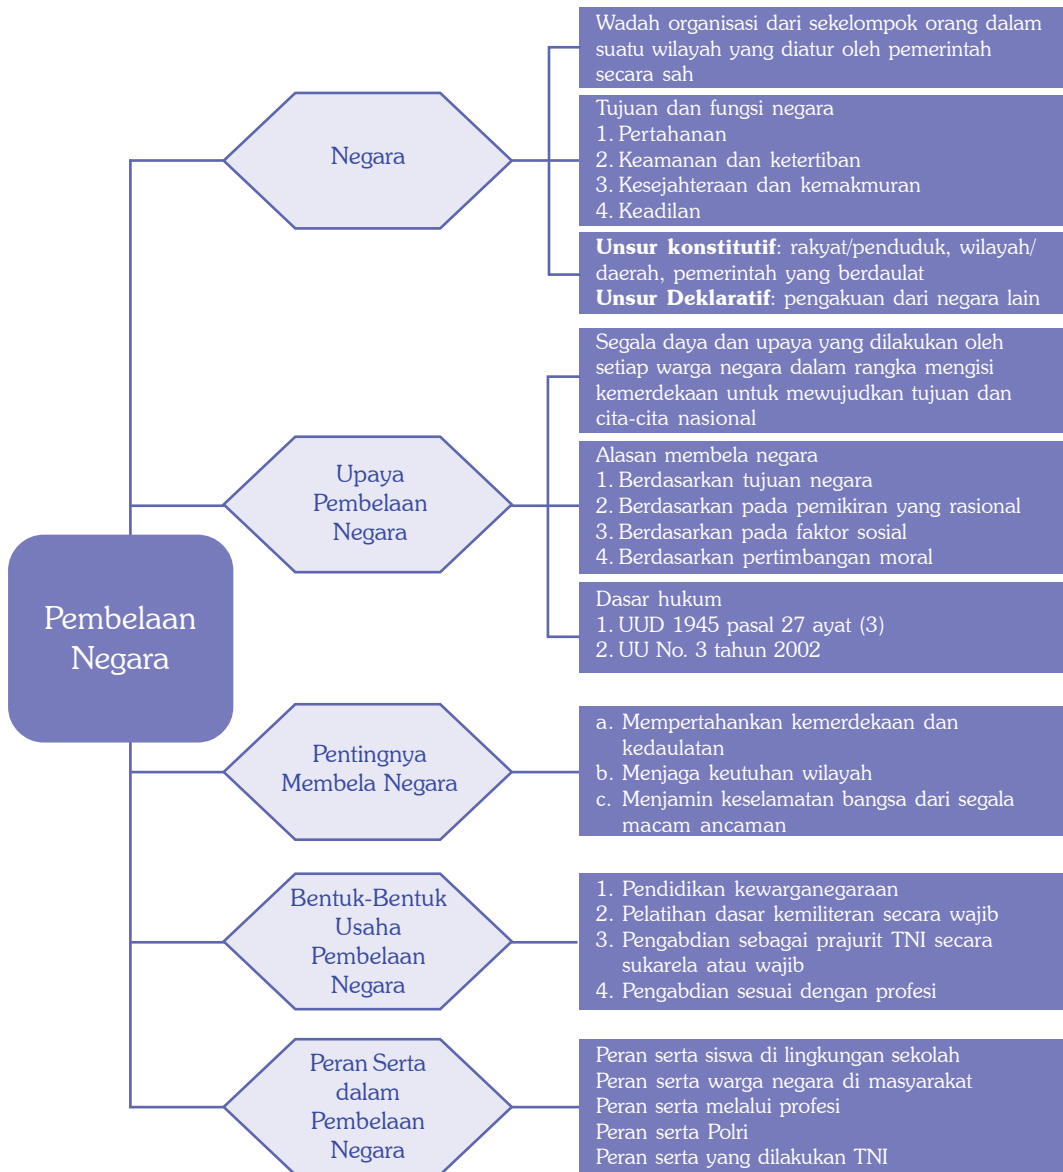 Pembelaan
Negara
Negara
Wadah organisasi dari sekelompok orang dalam
suatu wilayah yang diatur oleh pemerintah
secara sah
Tujuan dan fungsi negara
1. Pertahanan
2. Keamanan dan ketertiban
3. Kesejahteraan dan kemakmuran
4. Keadilan
Unsur konstitutif: rakyat/penduduk, wilayah/
daerah, pemerintah yang berdaulat
Unsur Deklaratif: pengakuan dari negara lain
Upaya
Pembelaan
Negara
Segala daya dan upaya yang dilakukan oleh
setiap warga negara dalam rangka mengisi
kemerdekaan untuk mewujudkan tujuan dan
cita-cita nasional
Alasan membela negara
1. Berdasarkan tujuan negara
2. Berdasarkan pada pemikiran yang rasional
3. Berdasarkan pada faktor sosial
4. Berdasarkan pertimbangan moral
Dasar hukum
1. UUD 1945 pasal 27 ayat (3)
2. UU No. 3 tahun 2002
Pentingnya
Membela Negara
a. Mempertahankan kemerdekaan dan
kedaulatan
b. Menjaga keutuhan wilayah
c. Menjamin keselamatan bangsa dari segala
macam ancaman
Bentuk-Bentuk
Usaha
Pembelaan
Negara
1. Pendidikan kewarganegaraan
2. Pelatihan dasar kemiliteran secara wajib
3. Pengabdian sebagai prajurit TNI secara
sukarela atau wajib
4. Pengabdian sesuai dengan profesi
Peran Serta
dalam
Pembelaan
Negara
Peran serta siswa di lingkungan sekolah
Peran serta warga negara di masyarakat
Peran serta melalui profesi
Peran serta Polri
Peran serta yang dilakukan TNI